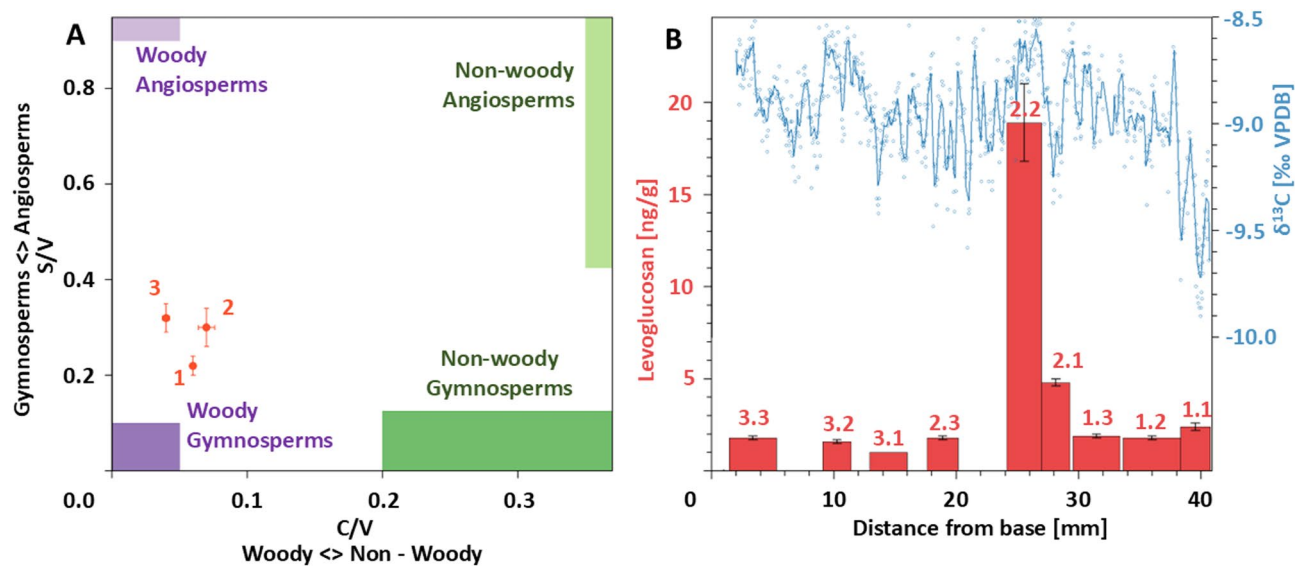 A
Woody
Angiosperms
Non-woody
Angiosperms
Non-woody
Gymnosperms
Woody
Gymnosperms
3
2
1
0.8
0.6
0.4
0.2
0.0
0.1
0.2
0.3
Gymnosperms <> Angiosperms
S/V
C/V
Woody <> Non - Woody
B
20
15
10
5
0
Levoglucosan [ng/g]
3.3
3.2
3.1
2.3
2.2
2.1
1.3
1.2
1.1
10
20
30
40
Distance from base [mm]
-8.5
-9.0
-9.5
-10.0
δ¹³C [‰ VPDB]